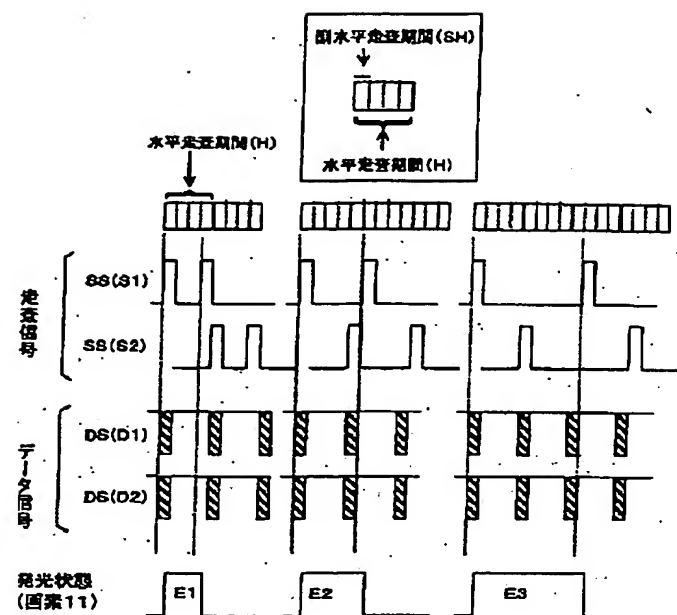 副水平走査期間(SH)
水平走査期間(H)
水平走査期間(H)
走査信号
SS(S1)
SS(S2)
データ信号
DS(D1)
DS(D2)
発光状態
(画素11)
E1
E2
E3